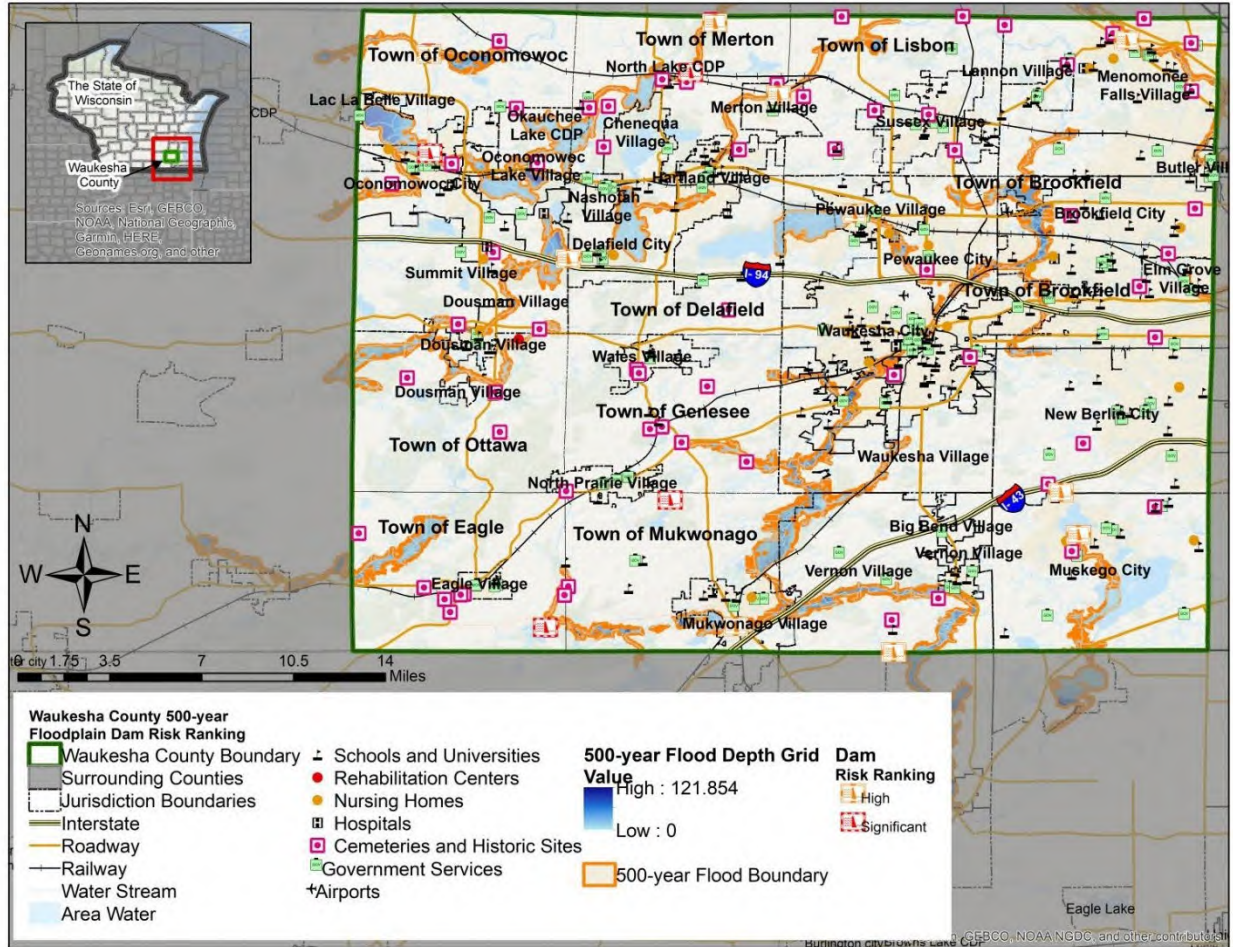 The State of
Wisconsin
Waukesha
County
Sources: Esri, GEBCO,
NOAA, National Geographic,
Garmin, HERE,
Geonames.org, and other
CDP
Town of Oconomowoc
Town of Merton
Town of Lisbon
North Lake CDP
Lannon Village
Menomonee
Falls Village
Lac La Belle Village
Okauchee
Lake CDP
Chenequa
Village
Merton Village
Sussex Village
Oconomowoc
Lake Village
Oconomowoc City
Hartland Village
Nashotah
Village
Town of Brookfield
Butler Vill
Pewaukee Village
Brookfield City
Delafield City
Pewaukee City
Elm Grove
Village
Summit Village
I-94
Dousman Village
Town of Delafield
Town of Brookfield
Waukesha City
Dousman Village
Wales Village
Dousman Village
Town of Genesee
New Berlin City
Town of Ottawa
Waukesha Village
North Prairie Village
I-43
Town of Eagle
Town of Mukwonago
Big Bend Village
Vernon Village
Vernon Village
Muskego City
Eagle Village
Mukwonago Village
N
W E
S
0 1.75 3.5 7 10.5 14
Miles
Waukesha County 500-year
Floodplain Dam Risk Ranking
Waukesha County Boundary
Surrounding Counties
Jurisdiction Boundaries
Interstate
Roadway
Railway
Water Stream
Area Water
Schools and Universities
Rehabilitation Centers
Nursing Homes
Hospitals
Cemeteries and Historic Sites
Government Services
Airports
500-year Flood Depth Grid
Value
High : 121.854
Low : 0
500-year Flood Boundary
Dam
Risk Ranking
High
Significant
Eagle Lake
GEBCO, NOAA NGDC, and other contributors
Burlington city
Browns Lake CDP